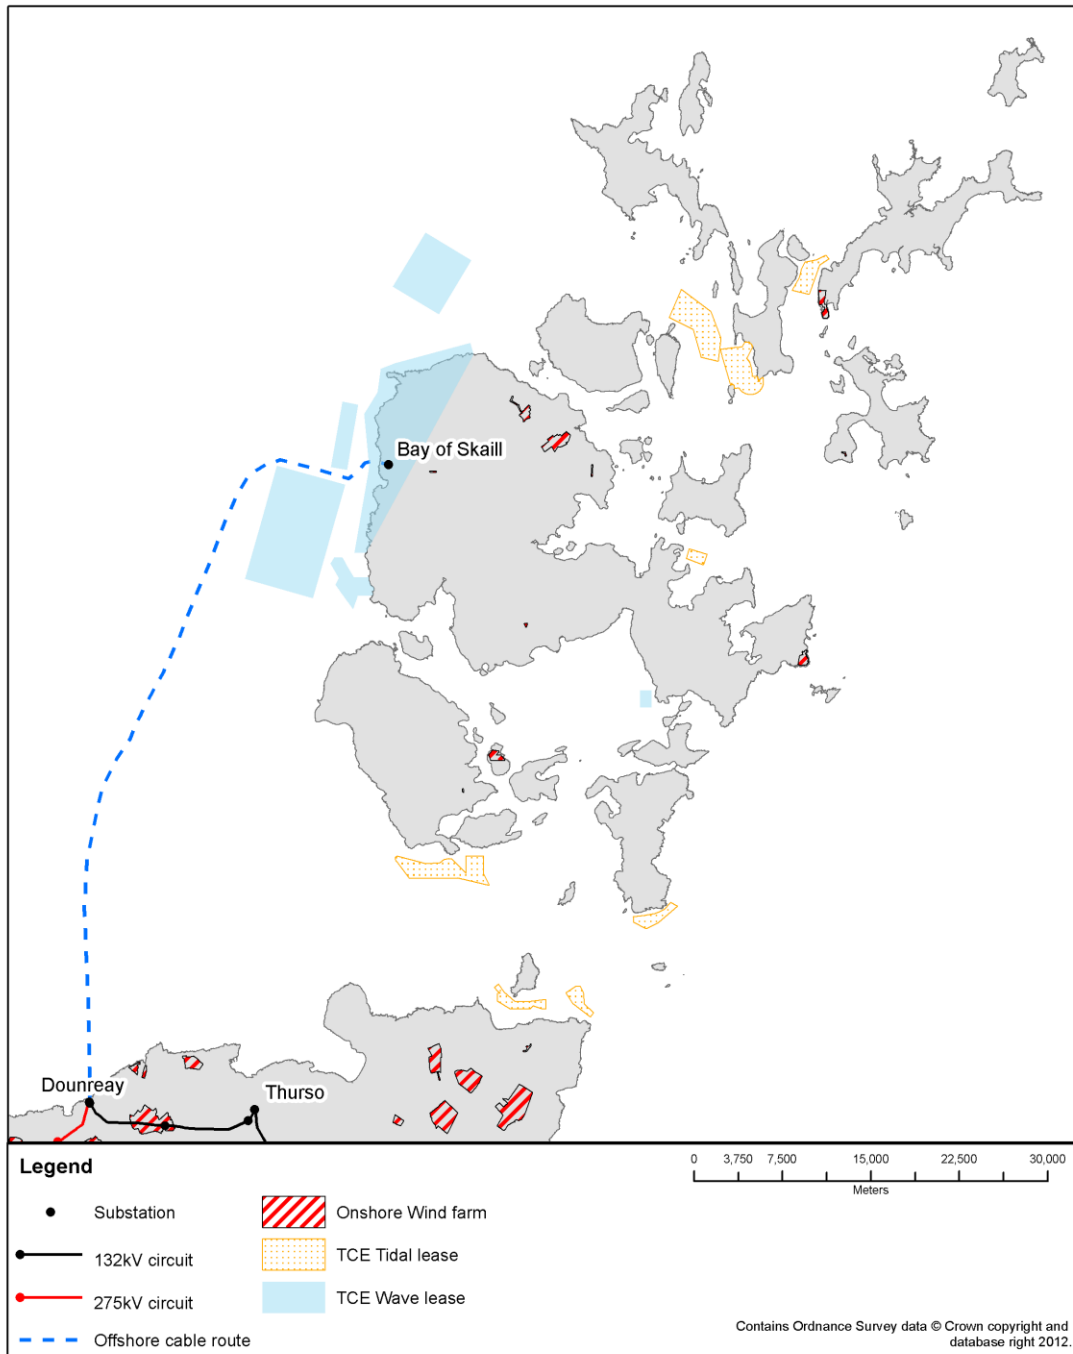 Bay of Skaill
Dounreay
Thurso
Legend
Substation
132kV circuit
275kV circuit
Offshore cable route
Onshore Wind farm
TCE Tidal lease
TCE Wave lease
0 3,750 7,500 15,000 22,500 30,000
Meters
Contains Ordnance Survey data © Crown copyright and
database right 2012.